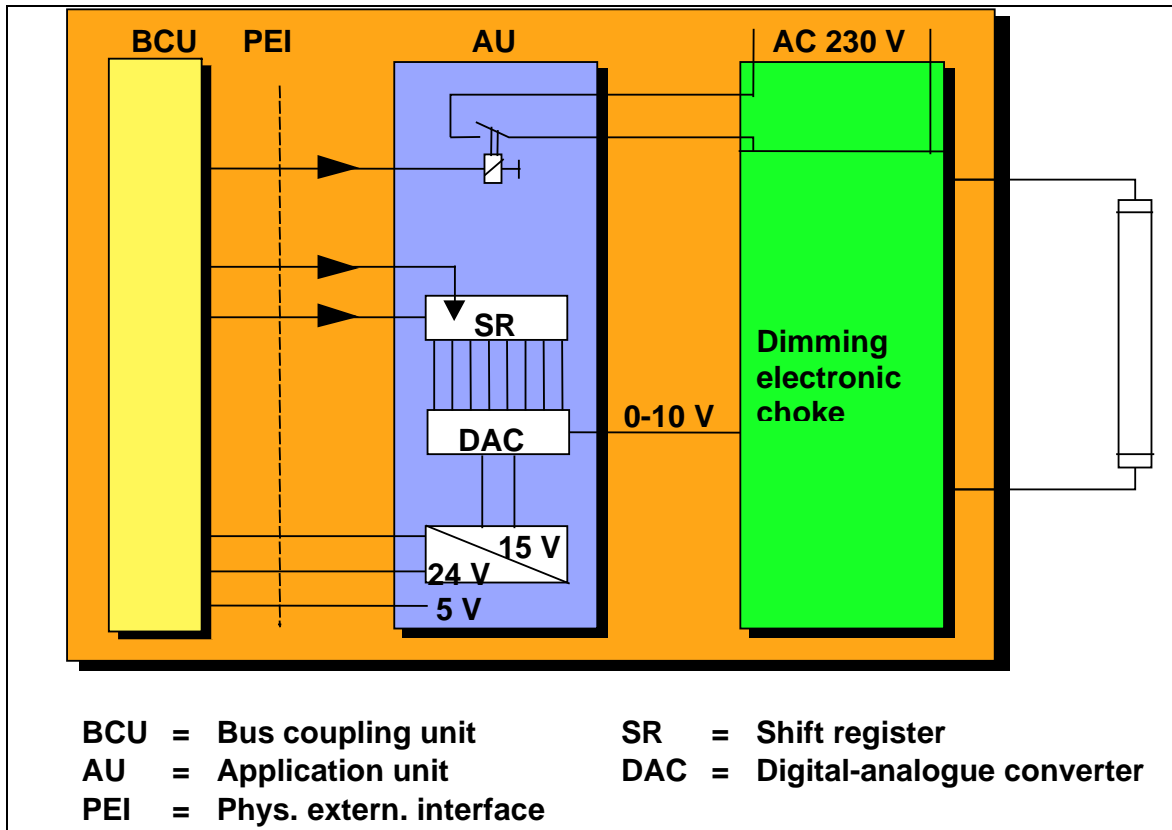 BCU PEI AU AC 230 V
SR
Dimming
electronic
choke
0-10 V
DAC
15 V
24 V
5 V
BCU = Bus coupling unit SR = Shift register
AU = Application unit DAC = Digital-analogue converter
PEI = Phys. extern. interface